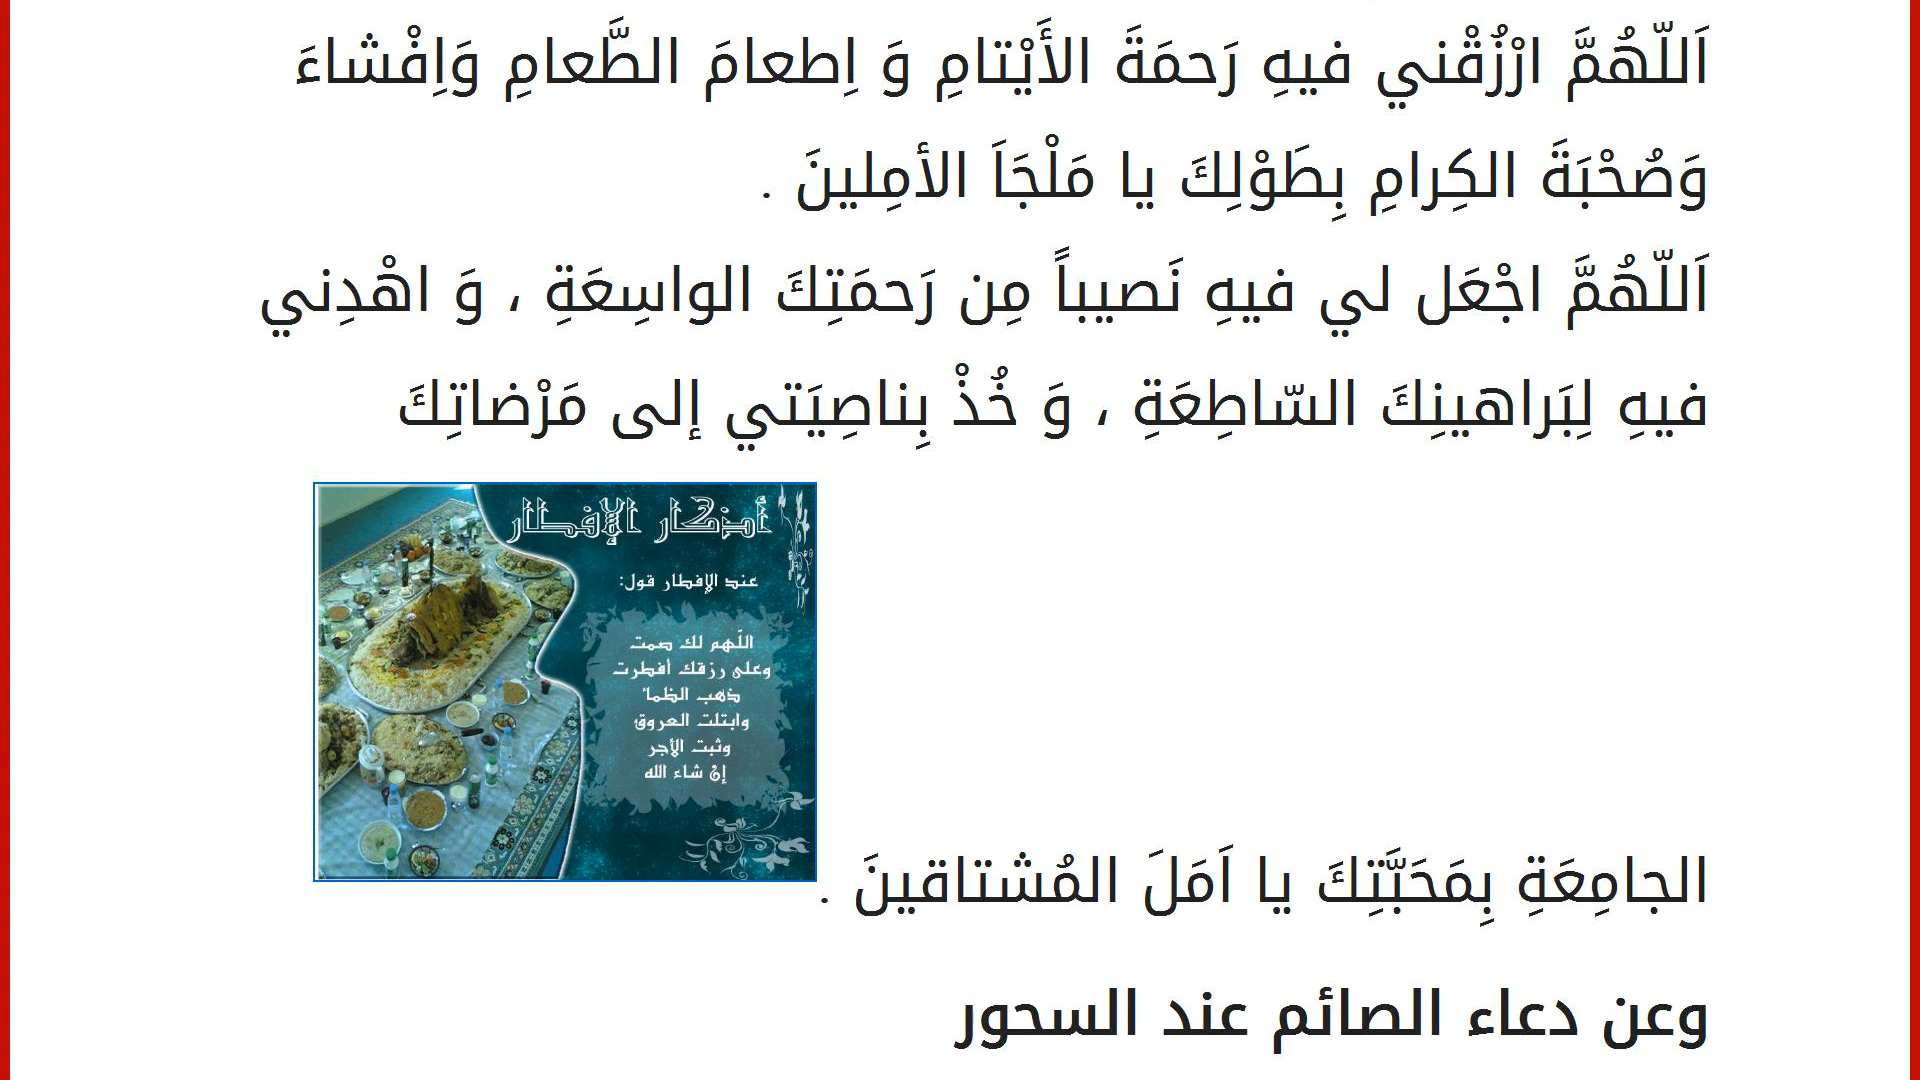 اَللّهُمَّ ارْزُقْني فيهِ رَحمَةَ الأَيْتامِ وَ اِطعامَ الطَّعامِ وَاِفْشاءَ
وَصُحْبَةَ الكِرامِ بِطَوْلِكَ يا مَلْجَاَ الأمِلينَ .
اَللّهُمَّ اجْعَل لي فيهِ نَصيباً مِن رَحمَتِكَ الواسِعَةِ ، وَ اهْدِني
فيهِ لِبَراهينِكَ السّاطِعَةِ ، وَ خُذْ بِناصِيَتي إلى مَرْضاتِكَ
أذكار الإفطار
عند الإفطار قول:
اللّهم لك صمت
وعلى رزقك أفطرت
ذهب الظمأ
وابتلت العروق
وثبت الأجر
إن شاء الله
الجامِعَةِ بِمَحَبَّتِكَ يا اَمَلَ المُشتاقينَ .
وعن دعاء الصائم عند السحور